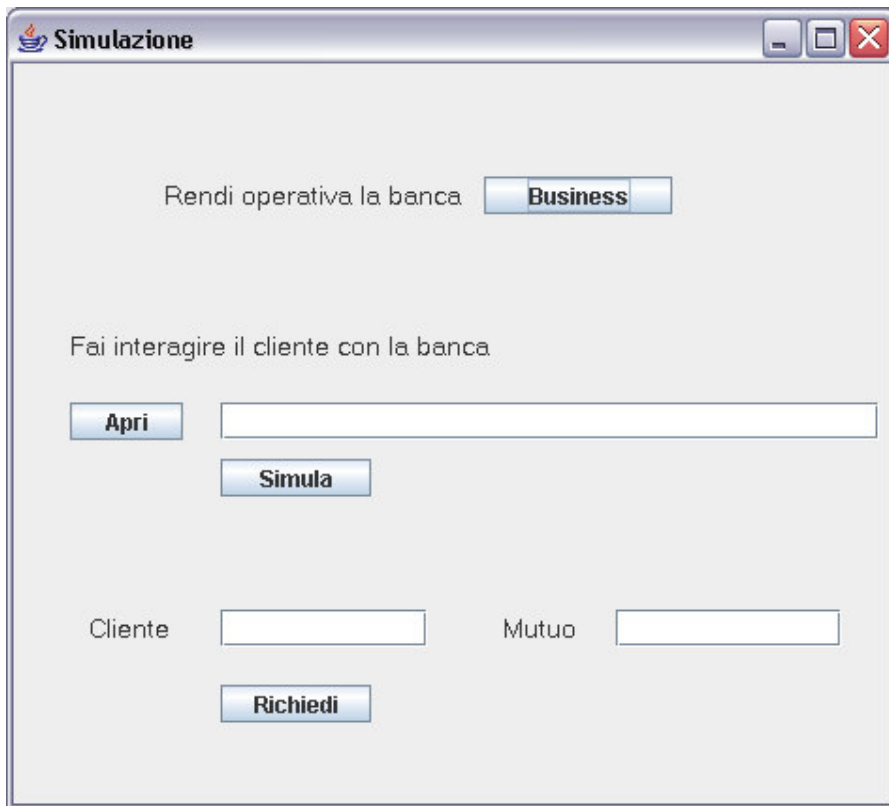 Simulazione
Rendi operativa la banca Business
Fai interagire il cliente con la banca
Apri
Simula
Cliente Mutuo
Richiedi